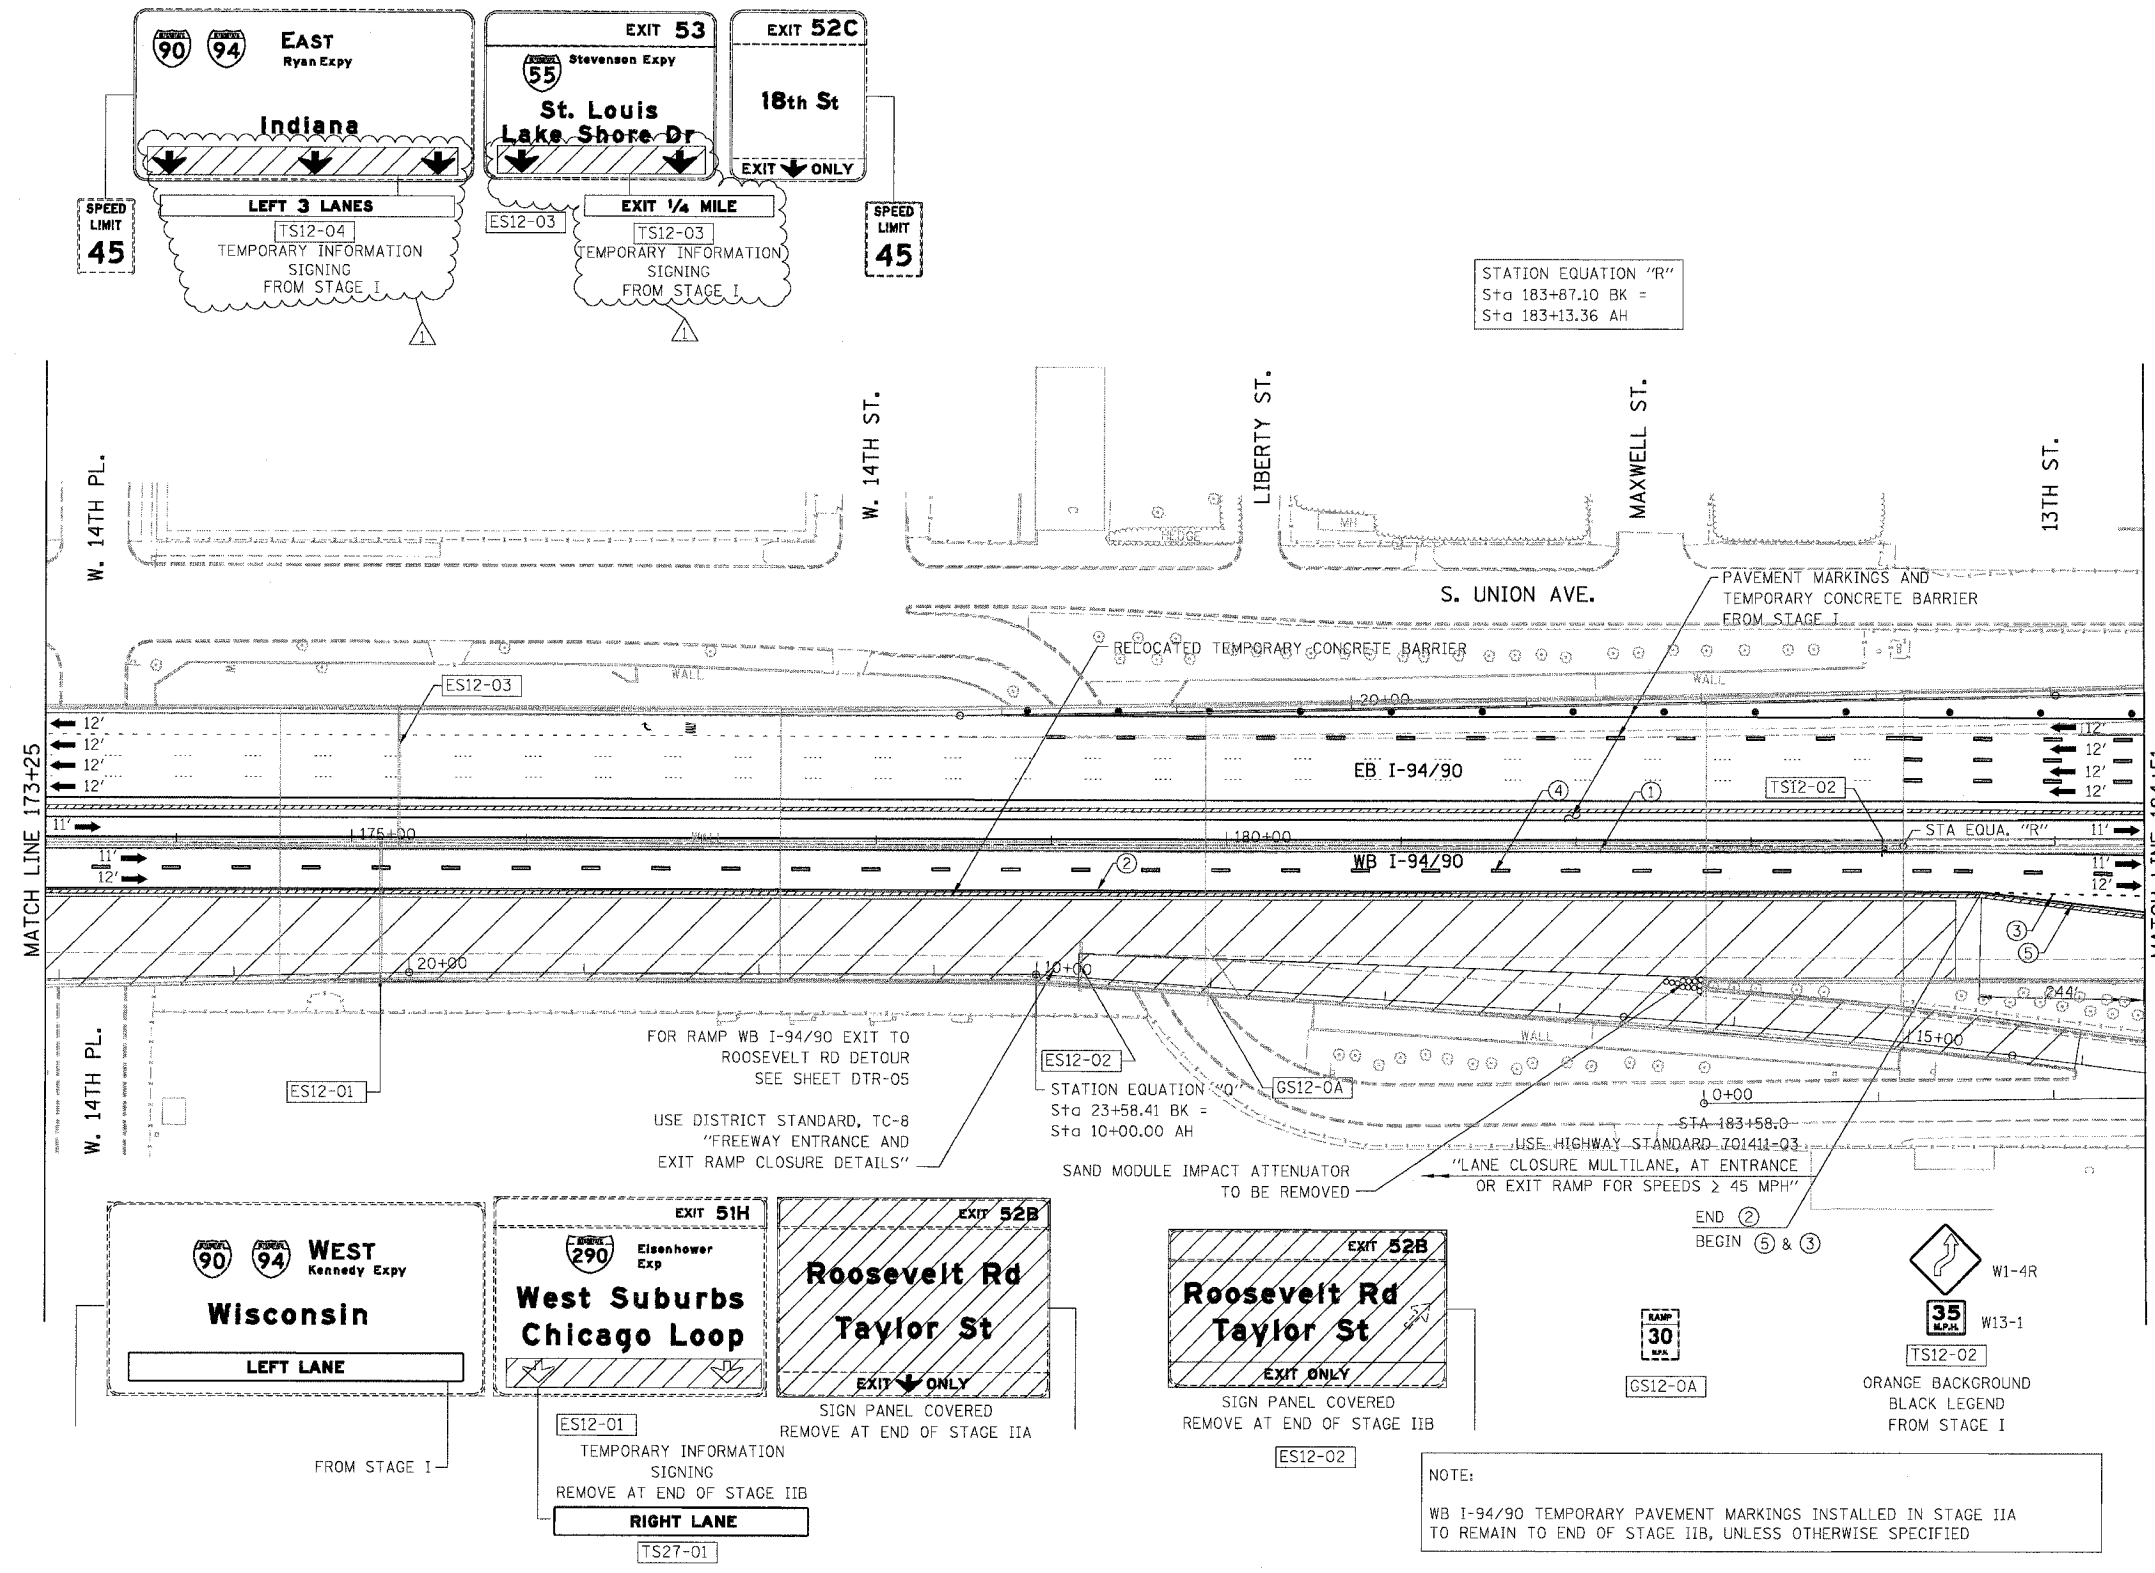 90 94 EAST
Ryan Expy
Indiana
EXIT 53
55 Stevenson Expy
St. Louis
Lake Shore Dr
EXIT 52C
18th St
EXIT ONLY
SPEED
LIMIT
45
LEFT 3 LANES
TS12-04
TEMPORARY INFORMATION
SIGNING
FROM STAGE I
1
ES12-03
EXIT 1/4 MILE
TS12-03
TEMPORARY INFORMATION
SIGNING
FROM STAGE I
1
SPEED
LIMIT
45
STATION EQUATION "R"
Sta 183+87.10 BK =
Sta 183+13.36 AH
W. 14TH PL.
W. 14TH ST.
LIBERTY ST.
MAXWELL ST.
13TH ST.
C
HEDGE
MH
S. UNION AVE.
PAVEMENT MARKINGS AND
TEMPORARY CONCRETE BARRIER
FROM STAGE I
RELOCATED TEMPORARY CONCRETE BARRIER
WALL
WALL
ES12-03
20+00
12'
12'
12'
12'
12'
12'
12'
12'
EB I-94/90
4
1
TS12-02
MATCH LINE 173+25
11'
175+00
WALL
180+00
STA EQUA. "R"
11'
11'
12'
WB I-94/90
2
11'
12'
3
5
20+00
10+00
244'
15+00
WALL
0+00
W. 14TH PL.
FOR RAMP WB I-94/90 EXIT TO
ROOSEVELT RD DETOUR
SEE SHEET DTR-05
ES12-01
ES12-02
GS12-0A
STATION EQUATION "Q"
Sta 23+58.41 BK =
Sta 10+00.00 AH
USE DISTRICT STANDARD, TC-8
"FREEWAY ENTRANCE AND
EXIT RAMP CLOSURE DETAILS"
STA 183+58.0
USE HIGHWAY STANDARD 701411-03
"LANE CLOSURE MULTILANE, AT ENTRANCE
OR EXIT RAMP FOR SPEEDS ≥ 45 MPH"
SAND MODULE IMPACT ATTENUATOR
TO BE REMOVED
END 2
BEGIN 5 & 3
90 94 WEST
Kennedy Expy
Wisconsin
LEFT LANE
FROM STAGE I
EXIT 51H
290 Eisenhower
Exp
West Suburbs
Chicago Loop
ES12-01
TEMPORARY INFORMATION
SIGNING
REMOVE AT END OF STAGE IIB
RIGHT LANE
TS27-01
EXIT 52B
Roosevelt Rd
Taylor St
EXIT ONLY
SIGN PANEL COVERED
REMOVE AT END OF STAGE IIA
EXIT 52B
Roosevelt Rd
Taylor St
EXIT ONLY
SIGN PANEL COVERED
REMOVE AT END OF STAGE IIB
ES12-02
RAMP
30
M.P.H.
GS12-0A
W1-4R
35
M.P.H.
W13-1
TS12-02
ORANGE BACKGROUND
BLACK LEGEND
FROM STAGE I
NOTE:
WB I-94/90 TEMPORARY PAVEMENT MARKINGS INSTALLED IN STAGE IIA
TO REMAIN TO END OF STAGE IIB, UNLESS OTHERWISE SPECIFIED